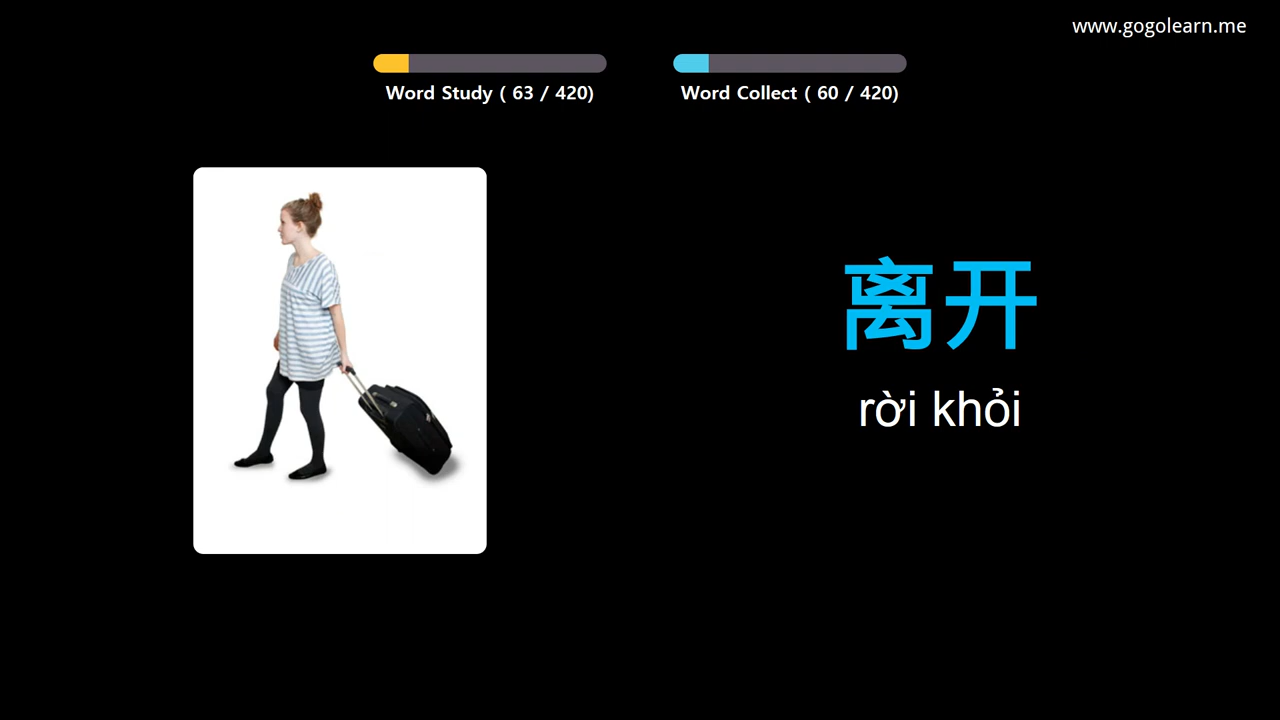 www.gogolearn.me
Word Study ( 63 / 420)
Word Collect ( 60 / 420)
离开
rời khỏi